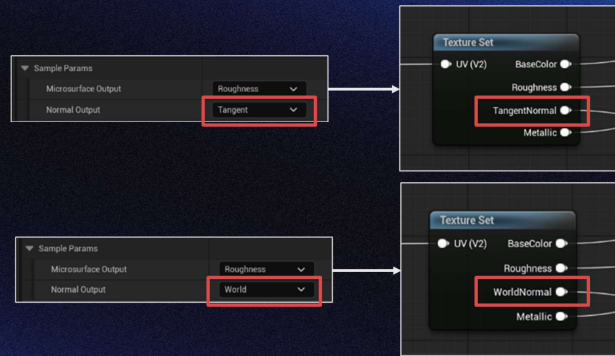 Texture Set
UV (V2) BaseColor
Roughness
TangentNormal
Metallic
Sample Params
Microsurface Output Roughness
Normal Output Tangent
Texture Set
UV (V2) BaseColor
Roughness
WorldNormal
Metallic
Sample Params
Microsurface Output Roughness
Normal Output World